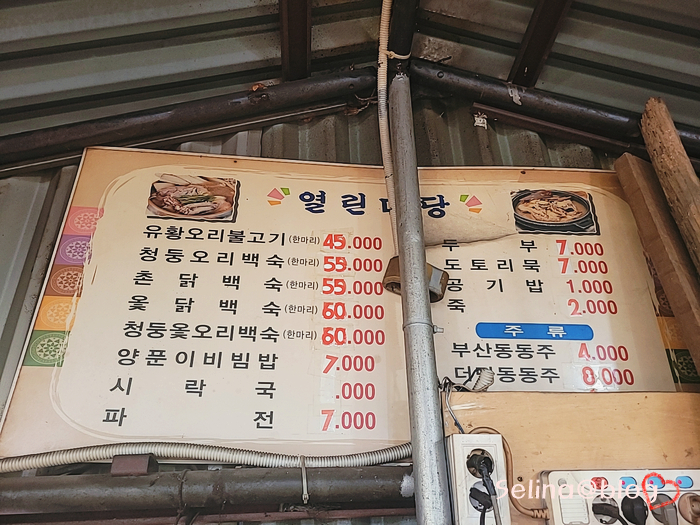 열린 당
유황오리불고기 (한마리) 45.000
청둥오리백숙 (한마리) 55.000
촌닭백숙 (한마리) 55.000
옻닭백숙 (한마리) 60.000
청둥옻오리백숙 (한마리) 60.000
양푼이비빔밥 7.000
시락국 .000
파전 7.000
두부 7.000
도토리묵 7.000
공기밥 1.000
죽 2.000
주류
부산동동주 4.000
동동주 8.000
Selina@blog